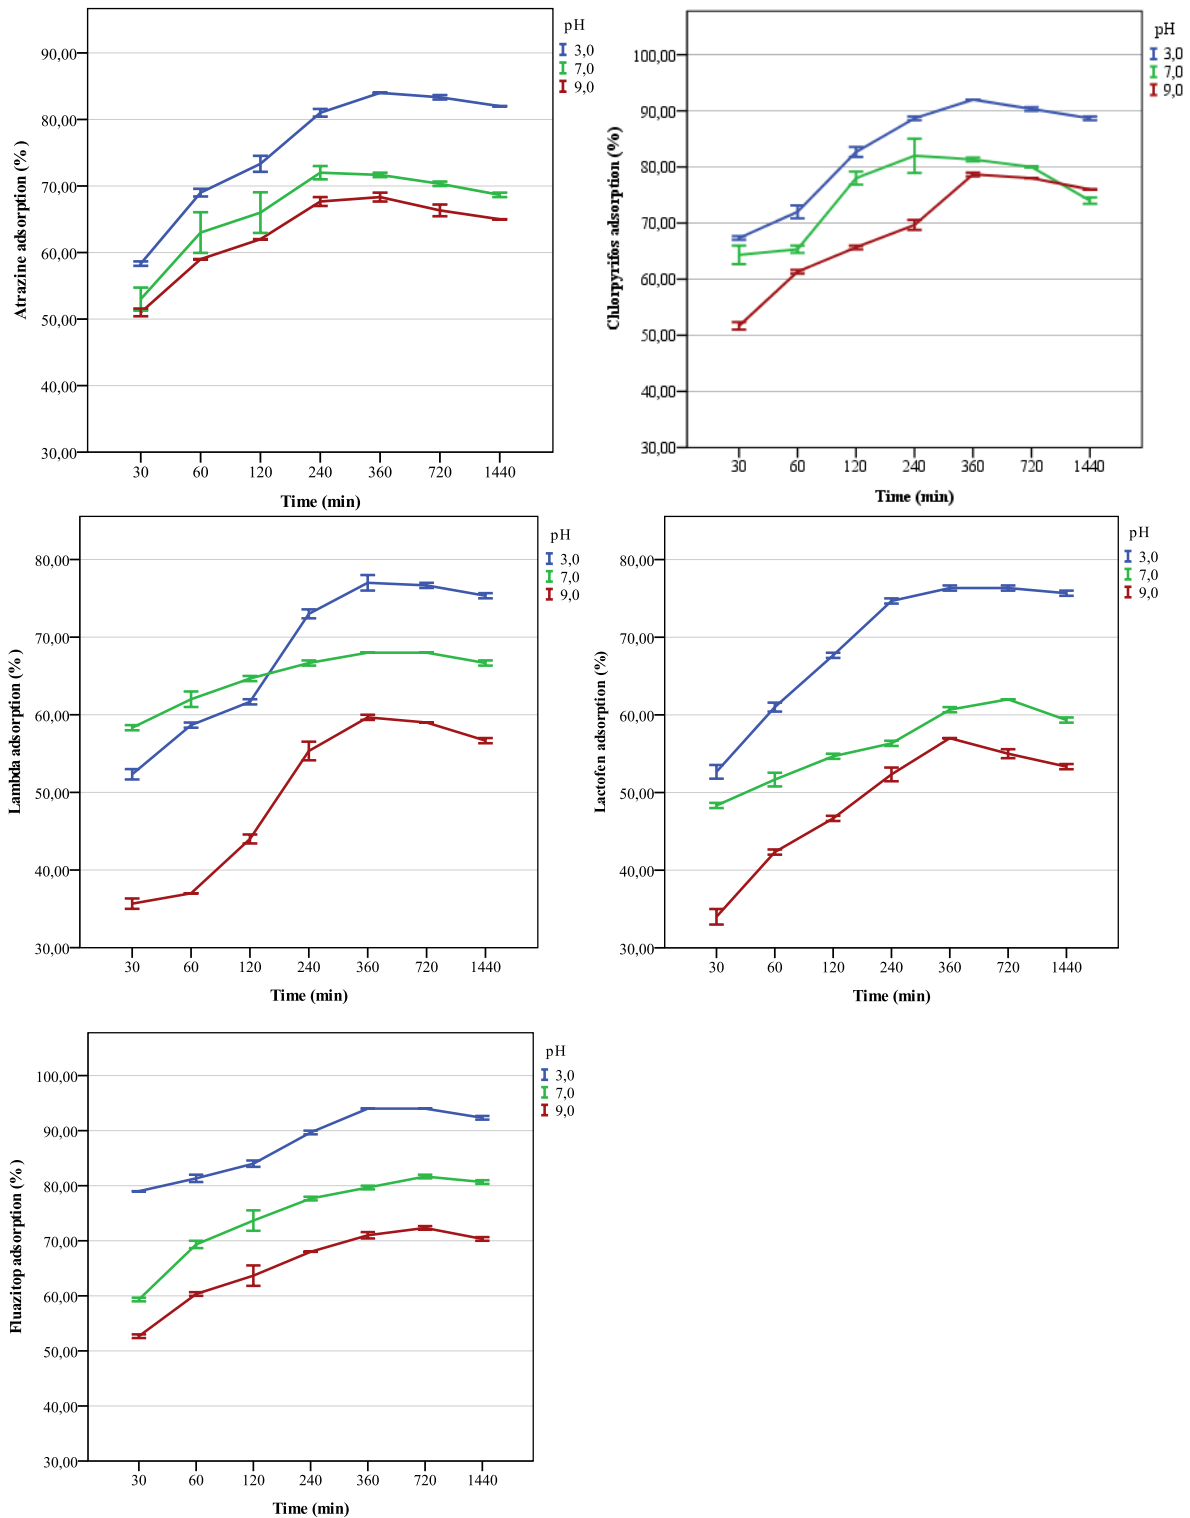 pH
3,0
7,0
9,0
90,00
80,00
70,00
60,00
50,00
40,00
30,00
Atrazine adsorption (%)
30 60 120 240 360 720 1440
Time (min)
pH
3,0
7,0
9,0
100,00
90,00
80,00
70,00
60,00
50,00
40,00
30,00
Chlorpyrifos adsorption (%)
30 60 120 240 360 720 1440
Time (min)
pH
3,0
7,0
9,0
80,00
70,00
60,00
50,00
40,00
30,00
Lambda adsorption (%)
30 60 120 240 360 720 1440
Time (min)
pH
3,0
7,0
9,0
80,00
70,00
60,00
50,00
40,00
30,00
Lactofen adsorption (%)
30 60 120 240 360 720 1440
Time (min)
pH
3,0
7,0
9,0
100,00
90,00
80,00
70,00
60,00
50,00
40,00
30,00
Fluazitop adsorption (%)
30 60 120 240 360 720 1440
Time (min)